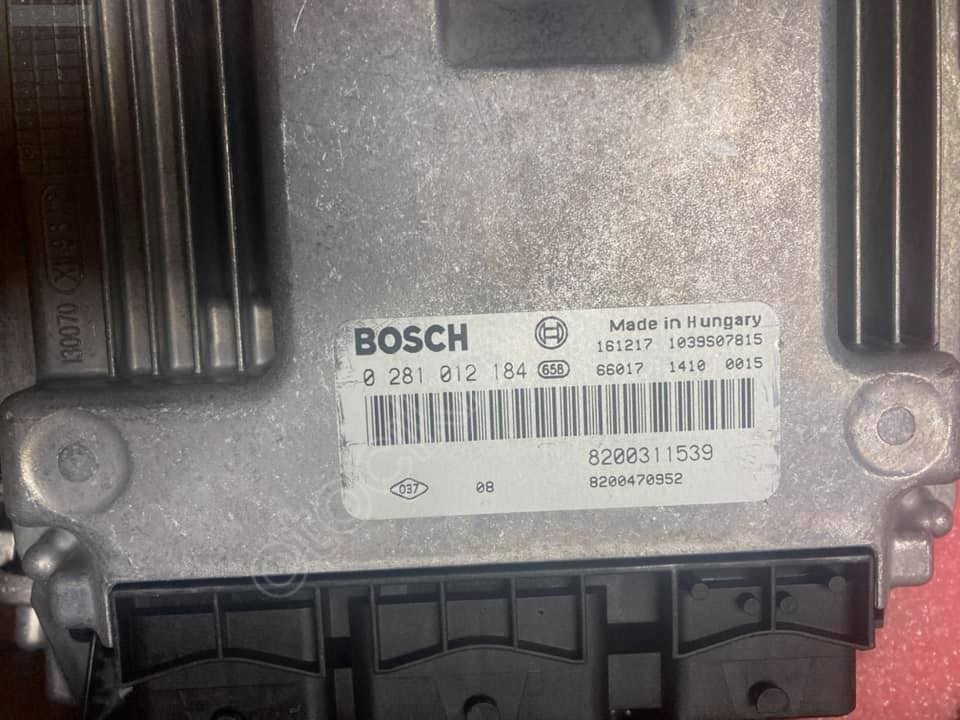 BOSCH
Made in Hungary
161217 1039S07815
0 281 012 184 658 66017 1410 0015
8200311539
037 08 8200470952